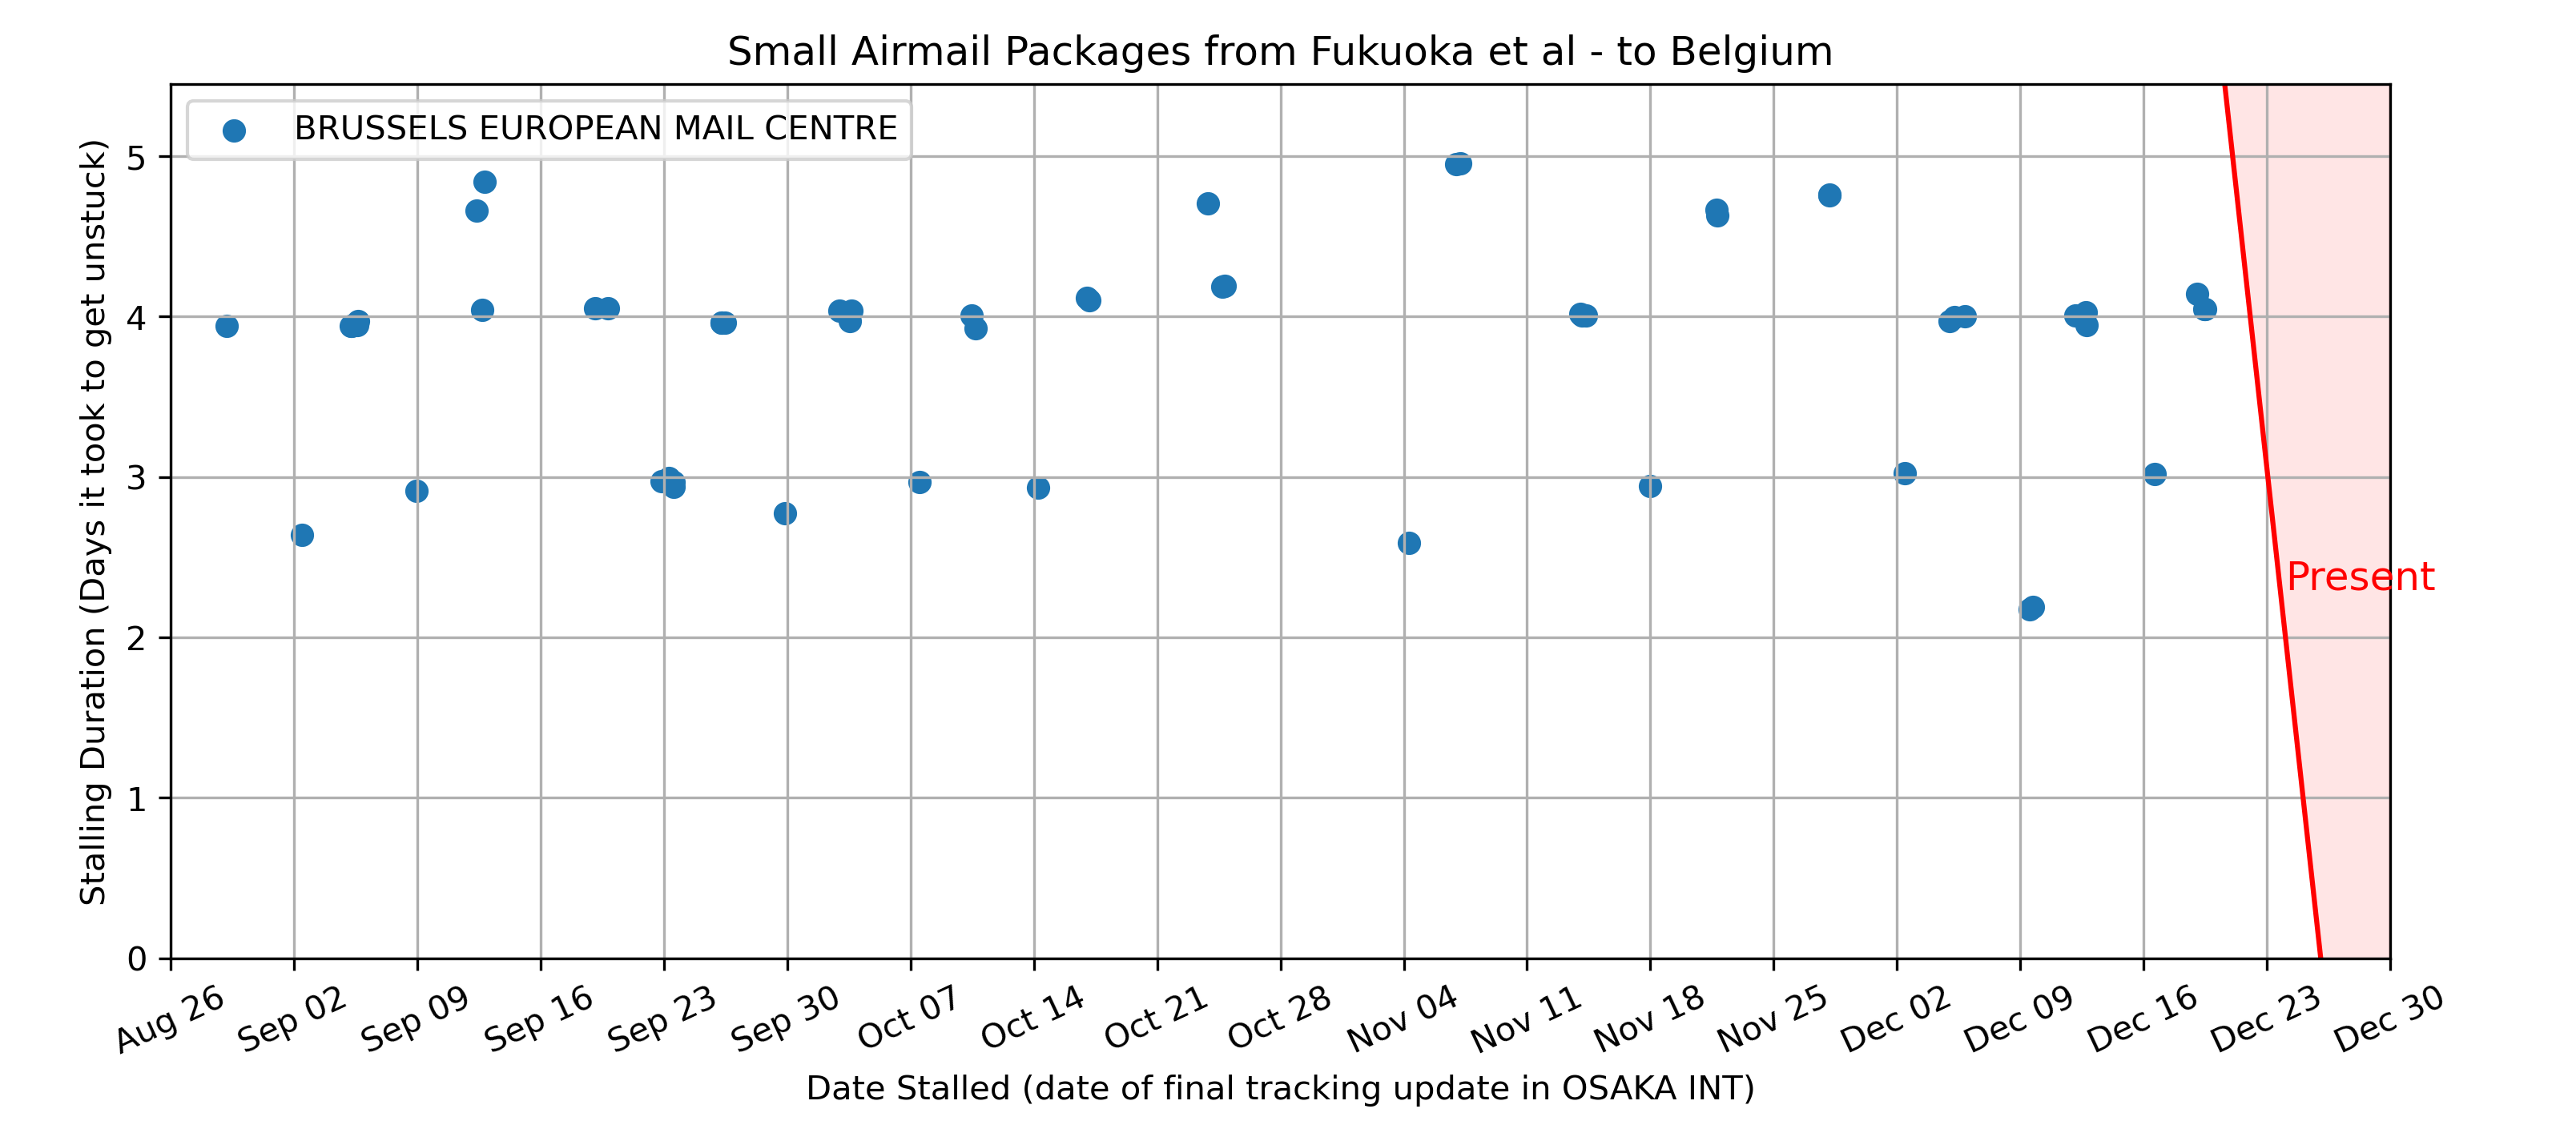 Small Airmail Packages from Fukuoka et al - to Belgium
BRUSSELS EUROPEAN MAIL CENTRE
Stalling Duration (Days it took to get unstuck)
5
4
3
2
1
0
Present
Aug 26
Sep 02
Sep 09
Sep 16
Sep 23
Sep 30
Oct 07
Oct 14
Oct 21
Oct 28
Nov 04
Nov 11
Nov 18
Nov 25
Dec 02
Dec 09
Dec 16
Dec 23
Dec 30
Date Stalled (date of final tracking update in OSAKA INT)